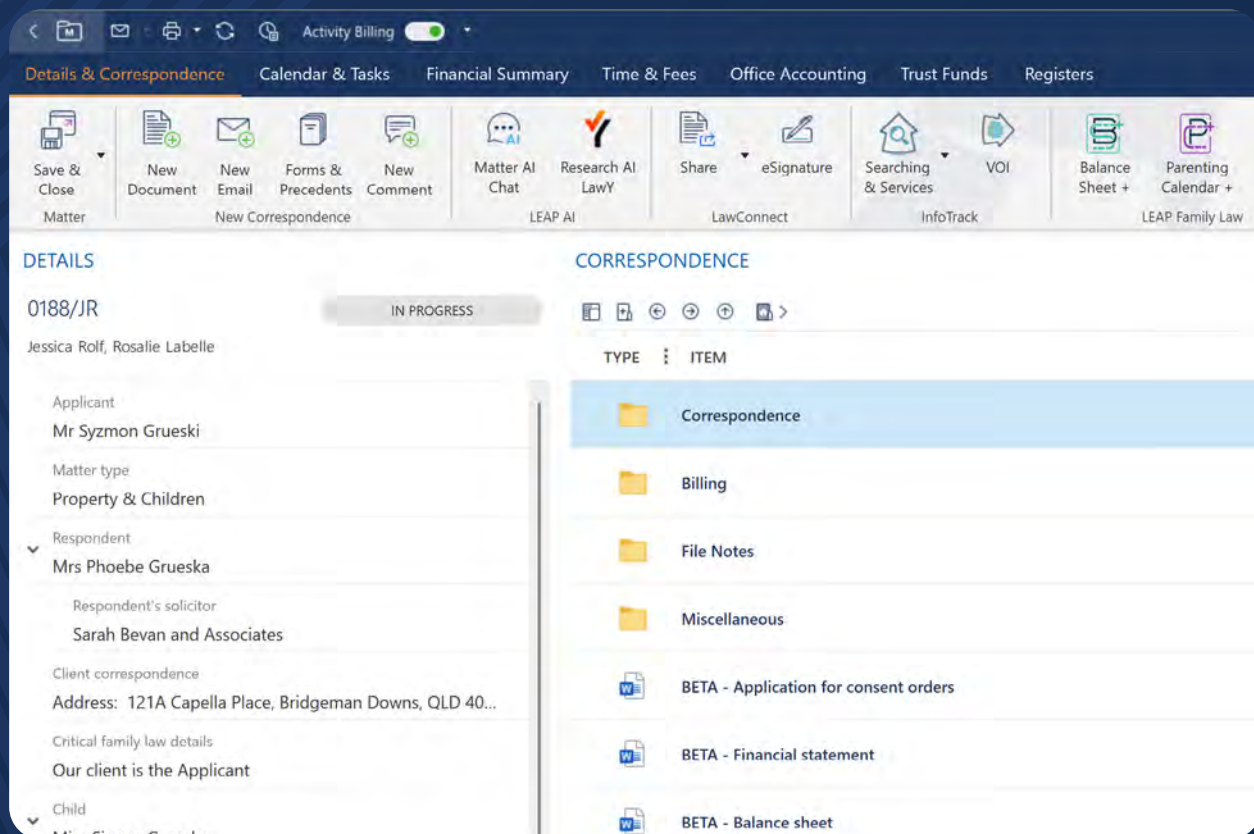 Activity Billing
Details & Correspondence Calendar & Tasks Financial Summary Time & Fees Office Accounting Trust Funds Registers
Save & Close
New Document
New Email
Forms & Precedents
New Comment
Matter AI Chat
Research AI LawY
Share
eSignature
Searching & Services
VOI
Balance Sheet +
Parenting Calendar +
Matter
New Correspondence
LEAP AI
LawConnect
InfoTrack
LEAP Family Law
DETAILS
0188/JR
IN PROGRESS
Jessica Rolf, Rosalie Labelle
Applicant
Mr Syzmon Grueski
Matter type
Property & Children
Respondent
Mrs Phoebe Grueska
Respondent's solicitor
Sarah Bevan and Associates
Client correspondence
Address: 121A Capella Place, Bridgeman Downs, QLD 40...
Critical family law details
Our client is the Applicant
Child
CORRESPONDENCE
TYPE ITEM
Correspondence
Billing
File Notes
Miscellaneous
BETA - Application for consent orders
BETA - Financial statement
BETA - Balance sheet